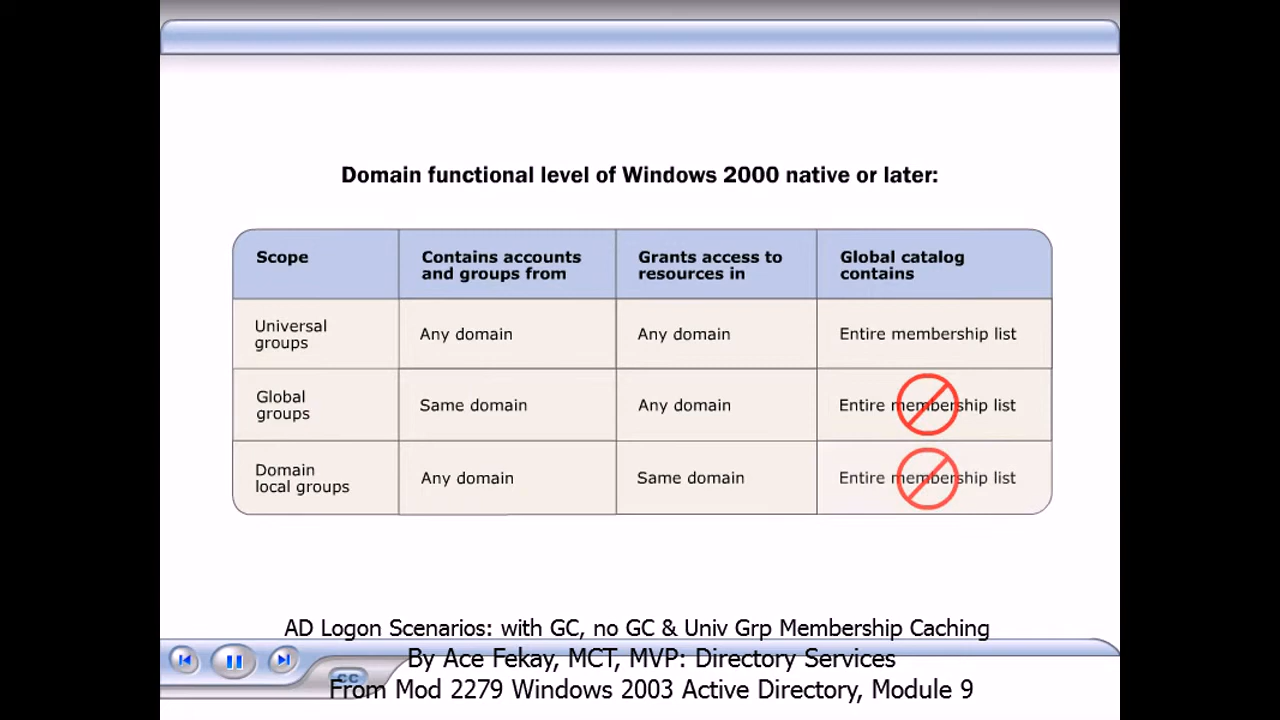 Domain functional level of Windows 2000 native or later:
Scope
Contains accounts
and groups from
Grants access to
resources in
Global catalog
contains
Universal
groups
Any domain
Any domain
Entire membership list
Global
groups
Same domain
Any domain
Entire membership list
Domain
local groups
Any domain
Same domain
Entire membership list
AD Logon Scenarios: with GC, no GC & Univ Grp Membership Caching
By Ace Fekay, MCT, MVP: Directory Services
CC
From Mod 2279 Windows 2003 Active Directory, Module 9